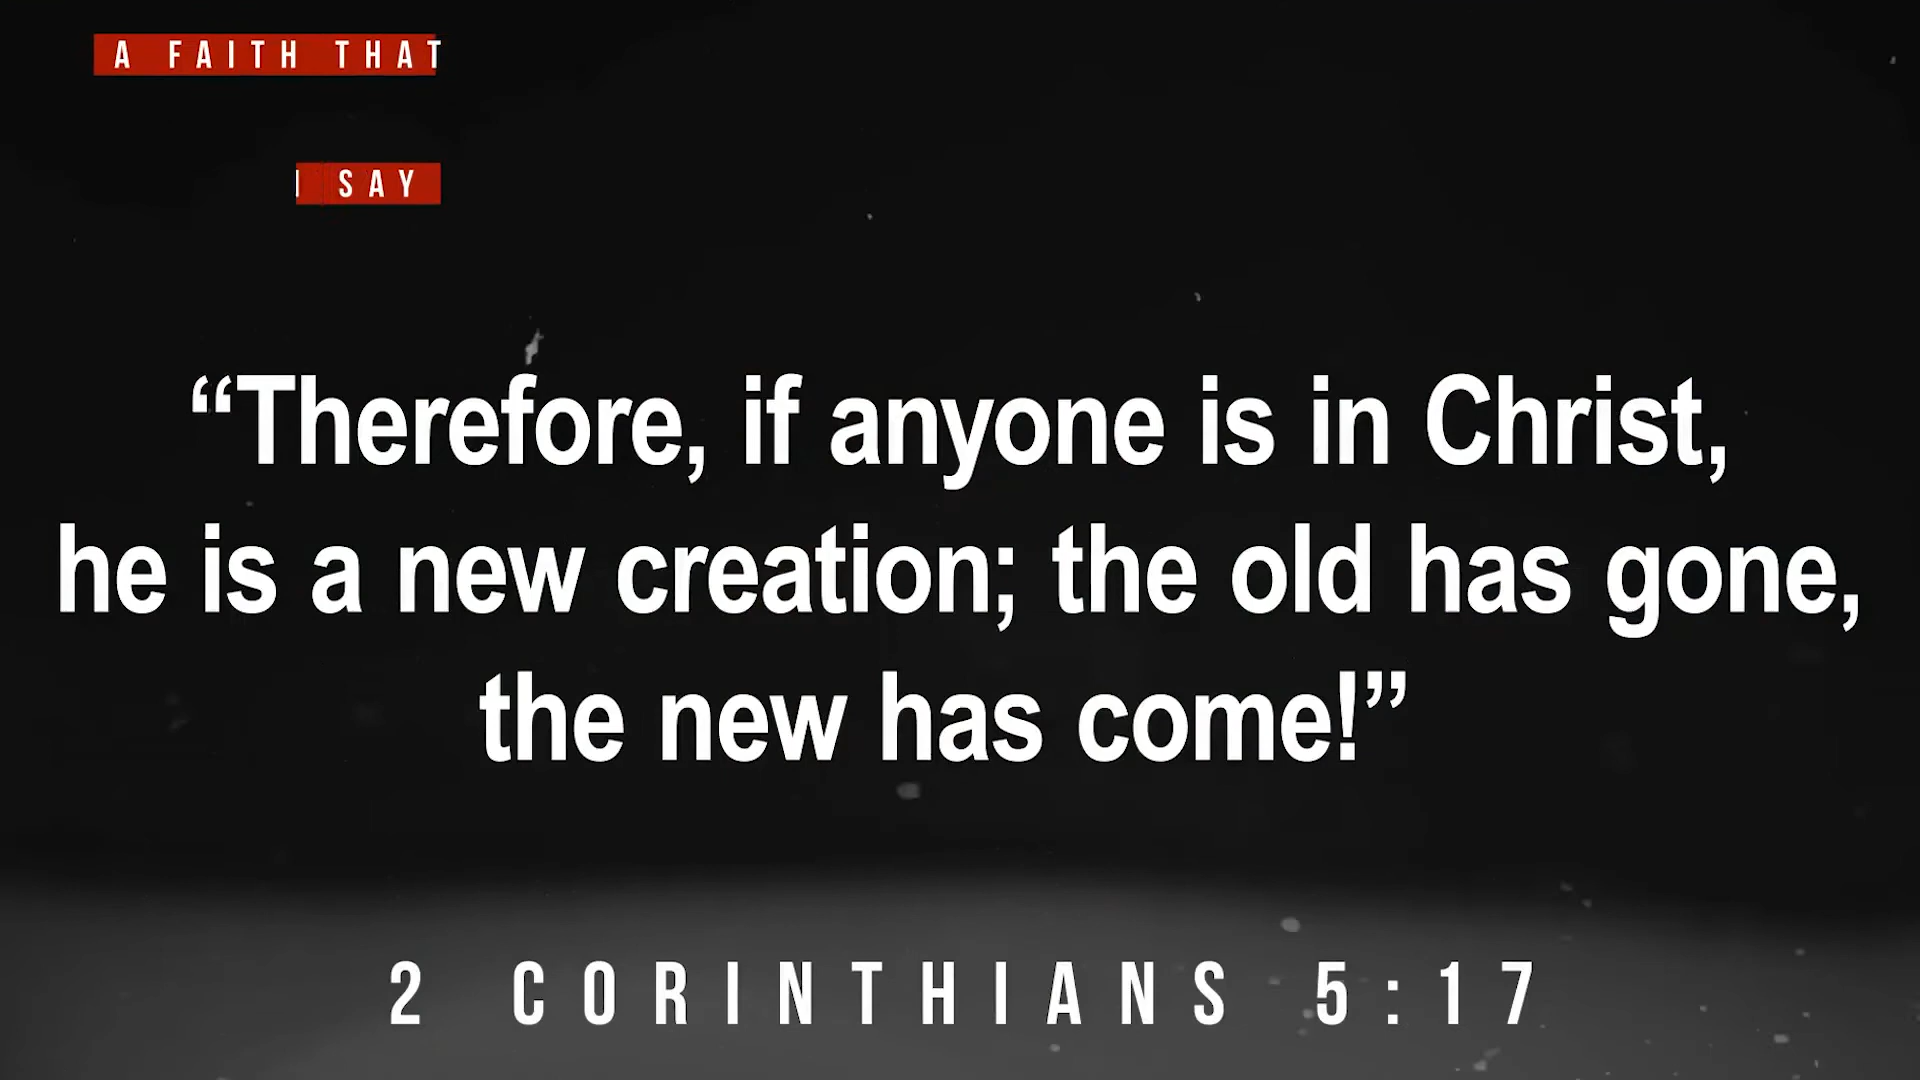 A FAITH THAT
I SAY
“Therefore, if anyone is in Christ,
he is a new creation; the old has gone,
the new has come!”
2 CORINTHIANS 5:17